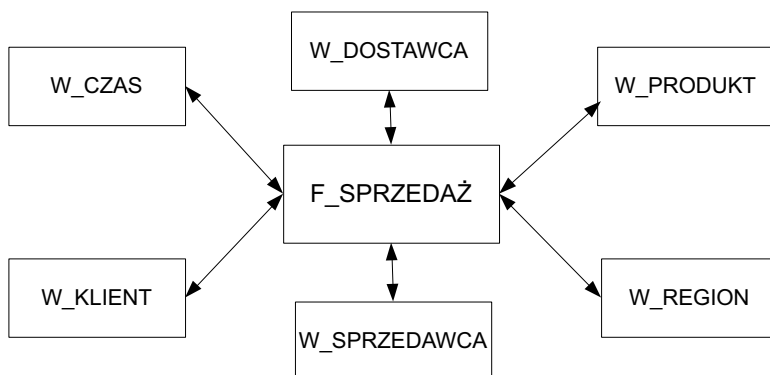 W_DOSTAWCA
W_CZAS
W_PRODUKT
F_SPRZEDAŻ
W_KLIENT
W_REGION
W_SPRZEDAWCA